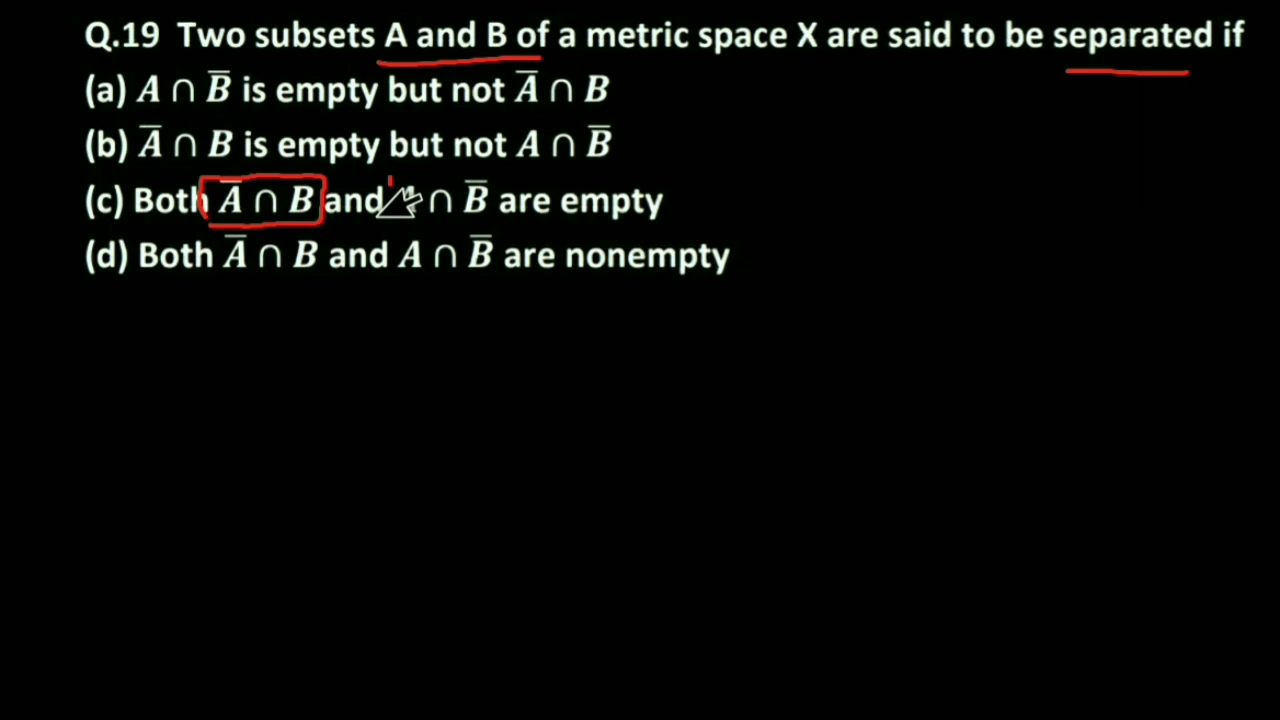 Q.19 Two subsets A and B of a metric space X are said to be separated if
(a) A ∩ B̅ is empty but not A̅ ∩ B
(b) A̅ ∩ B is empty but not A ∩ B̅
(c) Both A̅ ∩ B and ∩ B̅ are empty
(d) Both A̅ ∩ B and A ∩ B̅ are nonempty